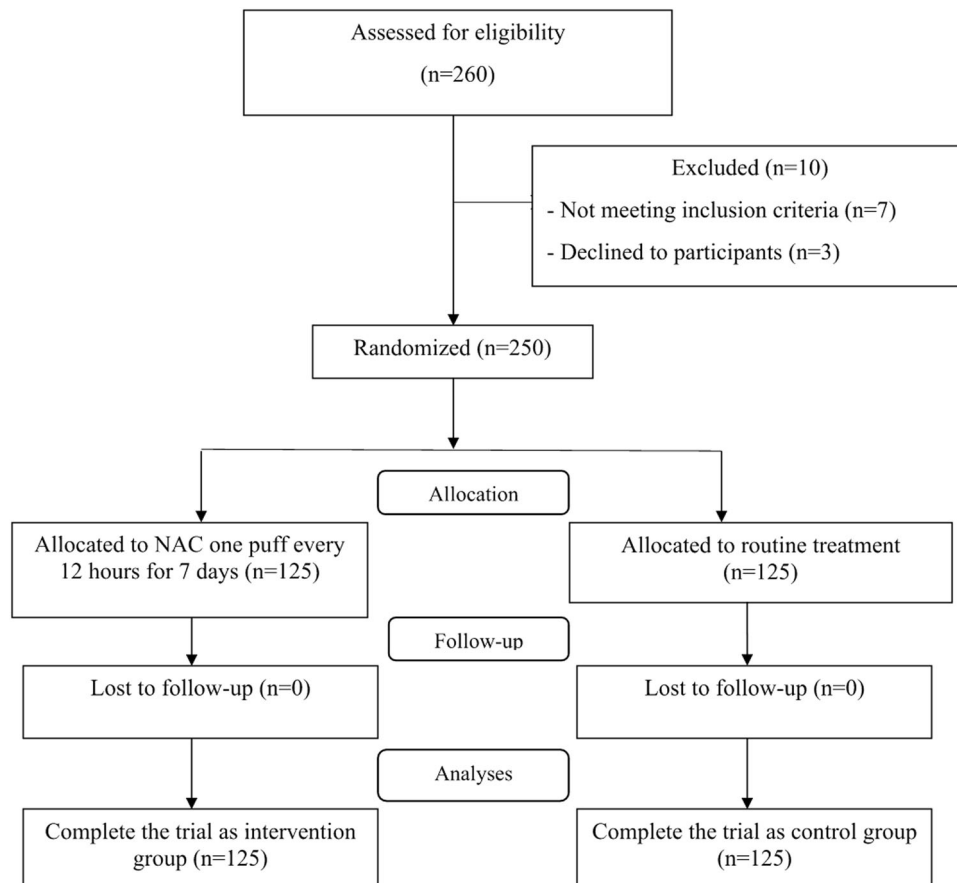 Assessed for eligibility
(n=260)
Excluded (n=10)
- Not meeting inclusion criteria (n=7)
- Declined to participants (n=3)
Randomized (n=250)
Allocation
Allocated to NAC one puff every
12 hours for 7 days (n=125)
Allocated to routine treatment
(n=125)
Follow-up
Lost to follow-up (n=0)
Lost to follow-up (n=0)
Analyses
Complete the trial as intervention
group (n=125)
Complete the trial as control group
(n=125)